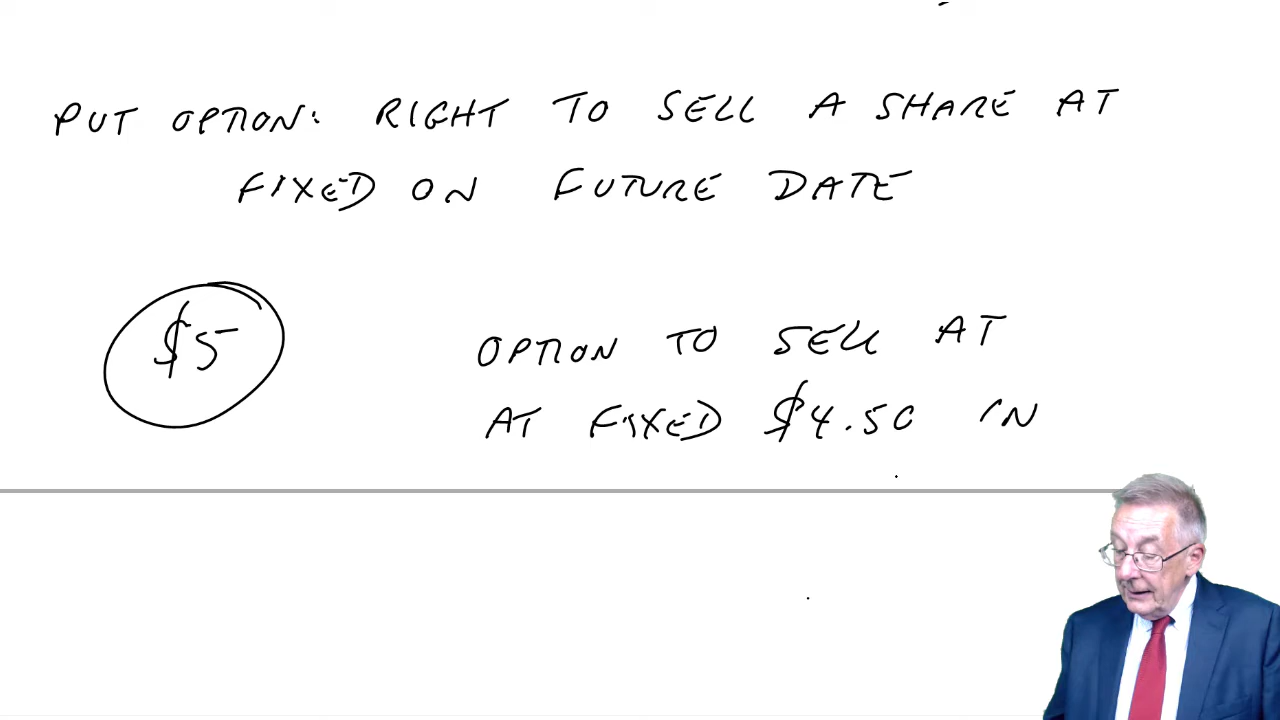 PUT OPTION: RIGHT TO SELL A SHARE AT
FIXED ON FUTURE DATE
$5
OPTION TO SELL AT
AT FIXED $4.50 IN